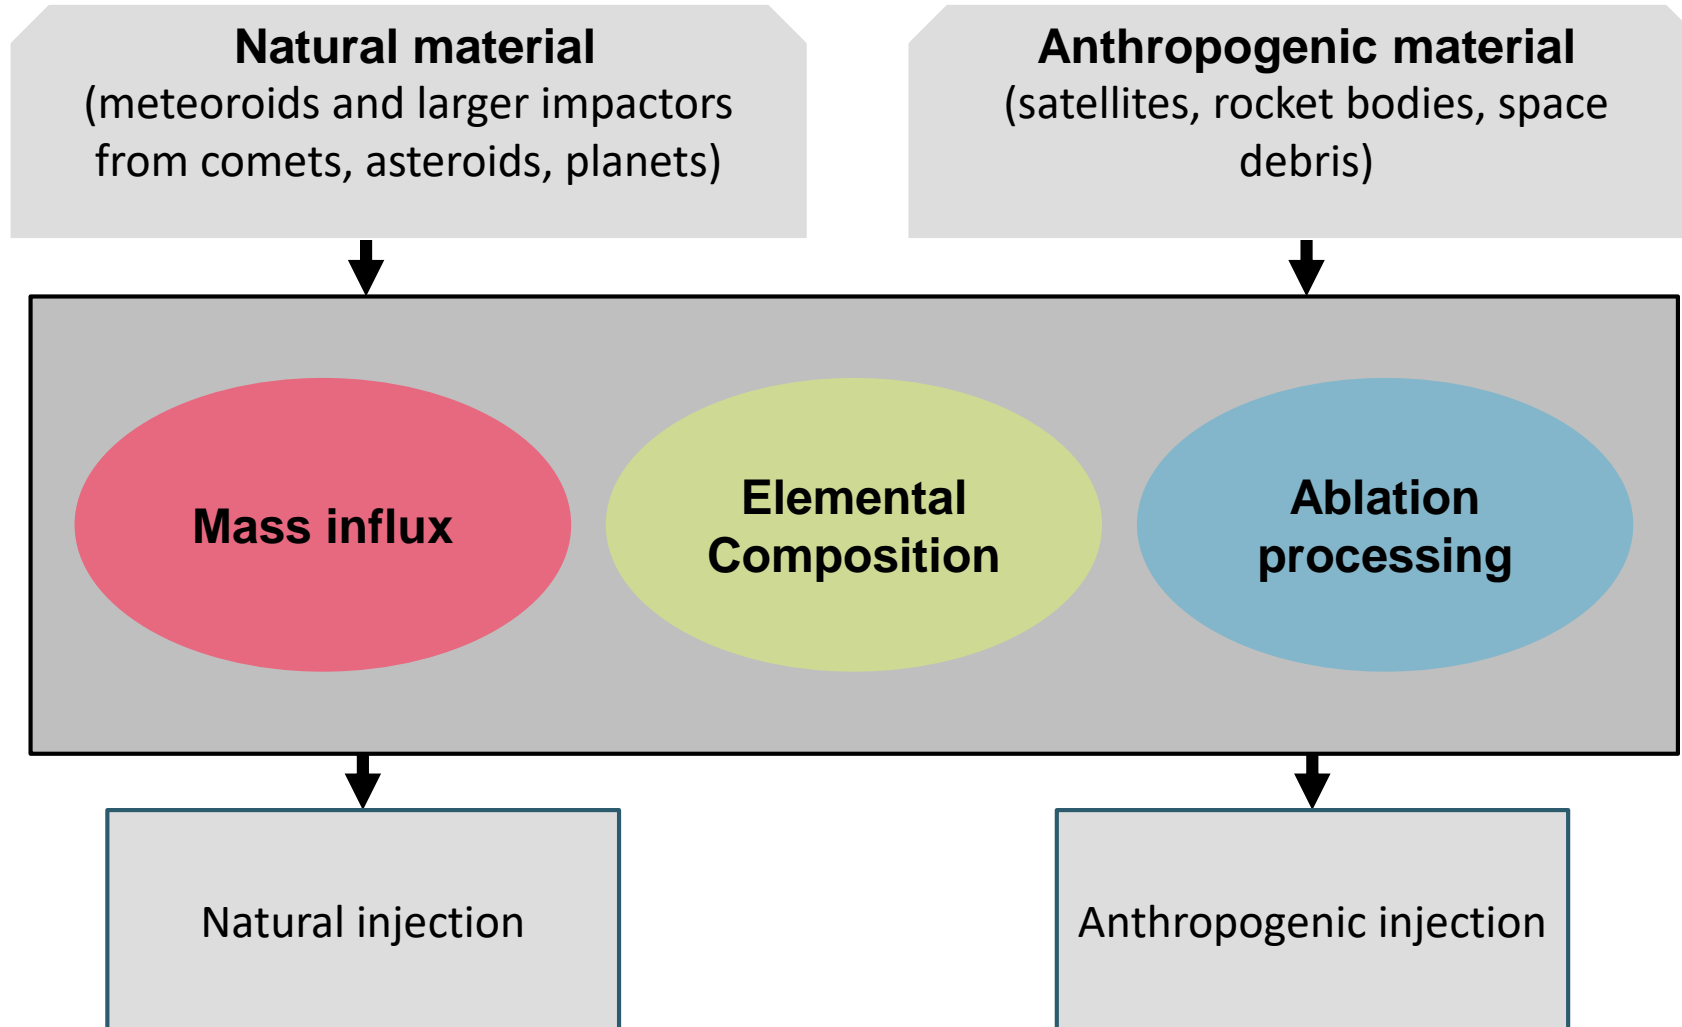 Natural material
(meteoroids and larger impactors
from comets, asteroids, planets)
Anthropogenic material
(satellites, rocket bodies, space
debris)
Mass influx
Elemental
Composition
Ablation
processing
Natural injection
Anthropogenic injection